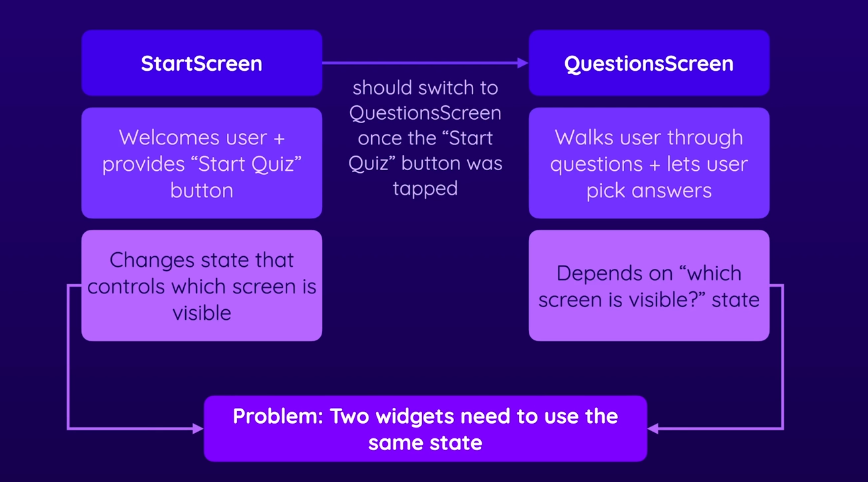 StartScreen
QuestionsScreen
should switch to
QuestionsScreen
once the “Start
Quiz” button was
tapped
Welcomes user +
provides “Start Quiz”
button
Walks user through
questions + lets user
pick answers
Changes state that
controls which screen is
visible
Depends on “which
screen is visible?” state
Problem: Two widgets need to use the
same state